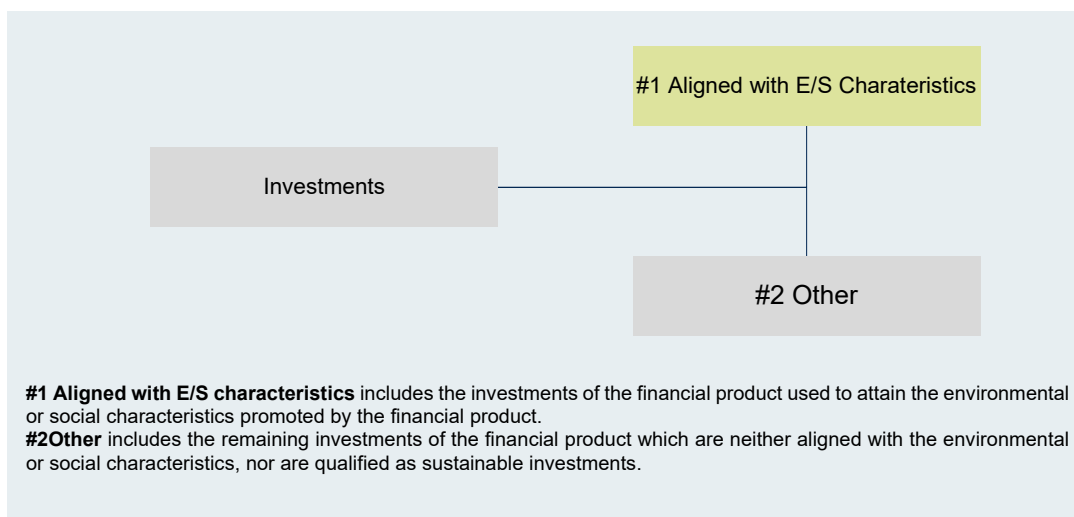 #1 Aligned with E/S Charateristics
Investments
#2 Other
#1 Aligned with E/S characteristics includes the investments of the financial product used to attain the environmental
or social characteristics promoted by the financial product.
#2Other includes the remaining investments of the financial product which are neither aligned with the environmental
or social characteristics, nor are qualified as sustainable investments.